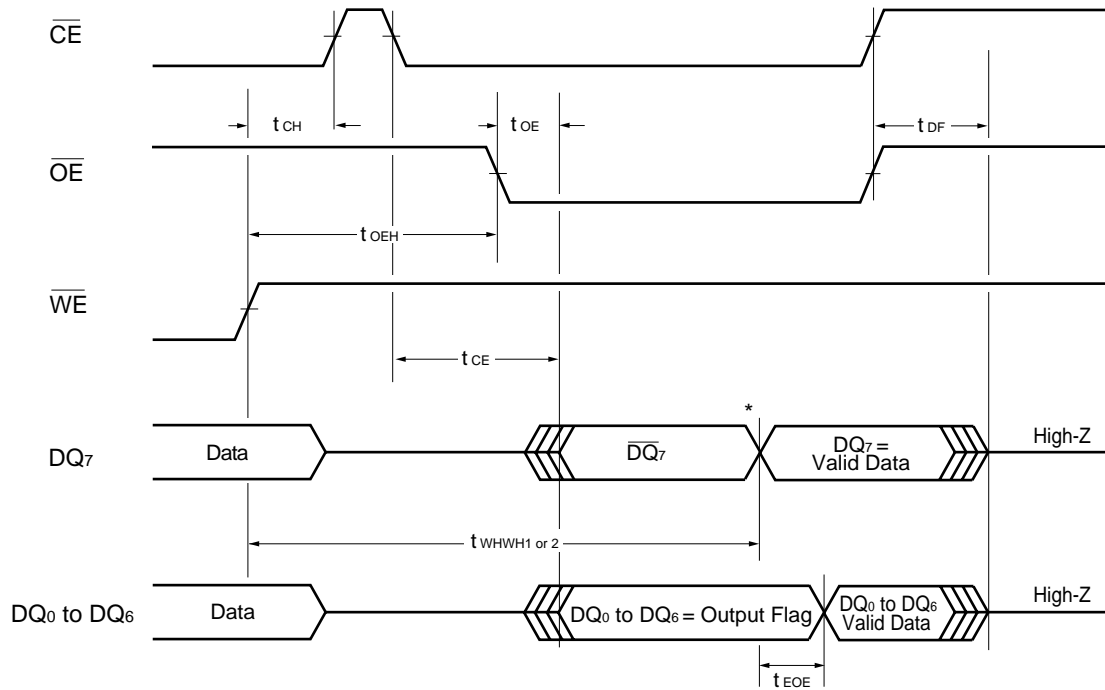 CE
t CH
t OE
t DF
OE
t OEH
WE
t CE
*
DQ7
Data
DQ7
DQ7 =
Valid Data
High-Z
t WHWH1 or 2
DQ0 to DQ6
Data
DQ0 to DQ6 = Output Flag
DQ0 to DQ6
Valid Data
High-Z
t EOE